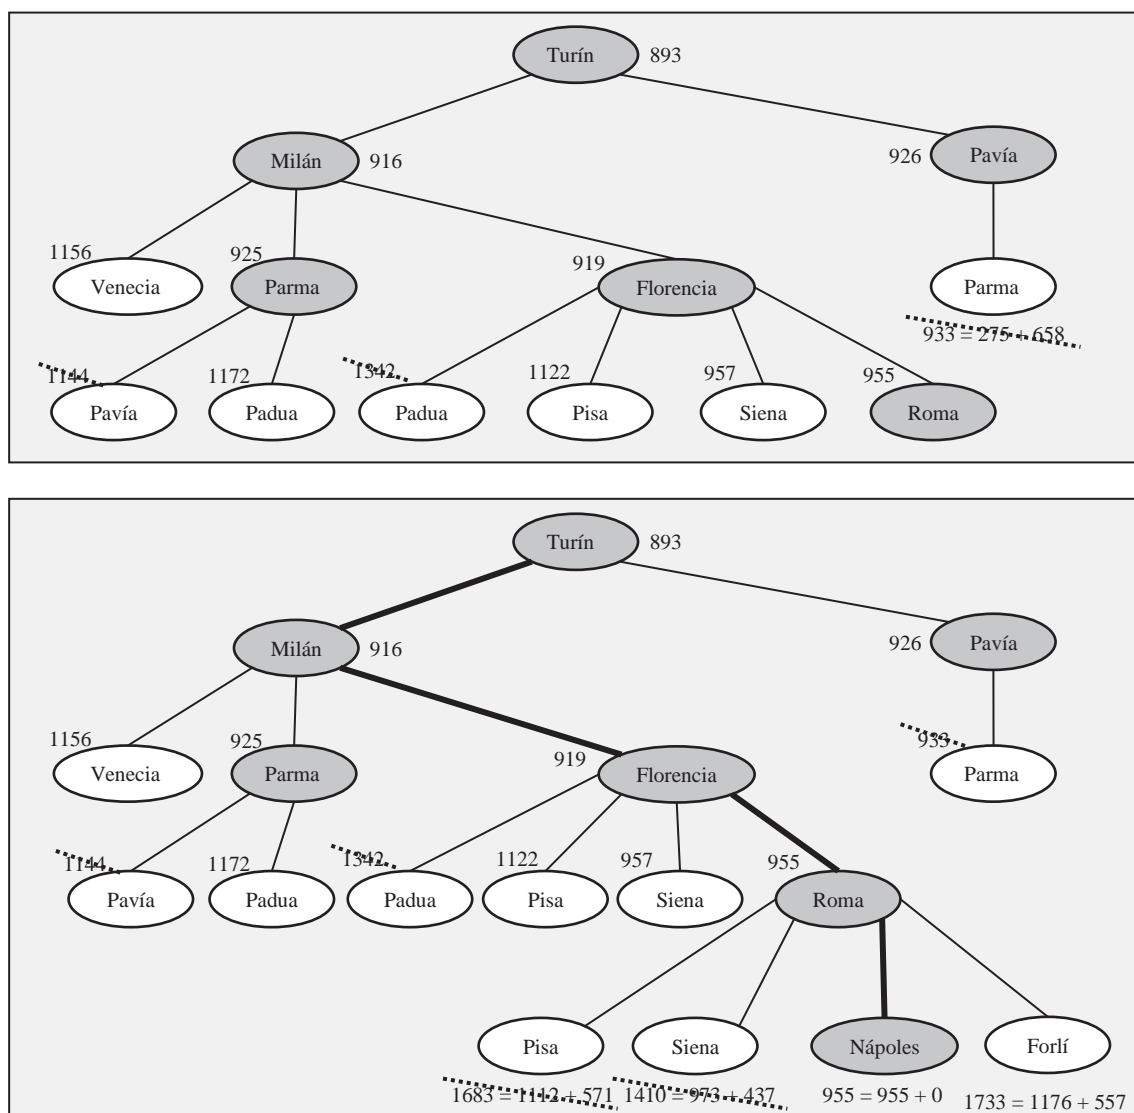 Turín 893
Milán 916
926 Pavía
1156 925 919
Venecia Parma Florencia Parma
933 = 275 + 658
1144 1172 1342 1122 957 955
Pavía Padua Padua Pisa Siena Roma
Turín 893
Milán 916
926 Pavía
1156 925 919 933
Venecia Parma Florencia Parma
1144 1172 1342 1122 957 955
Pavía Padua Padua Pisa Siena Roma
Pisa Siena Nápoles Forlí
1683 = 1112 + 571 1410 = 973 + 437 955 = 955 + 0 1733 = 1176 + 557